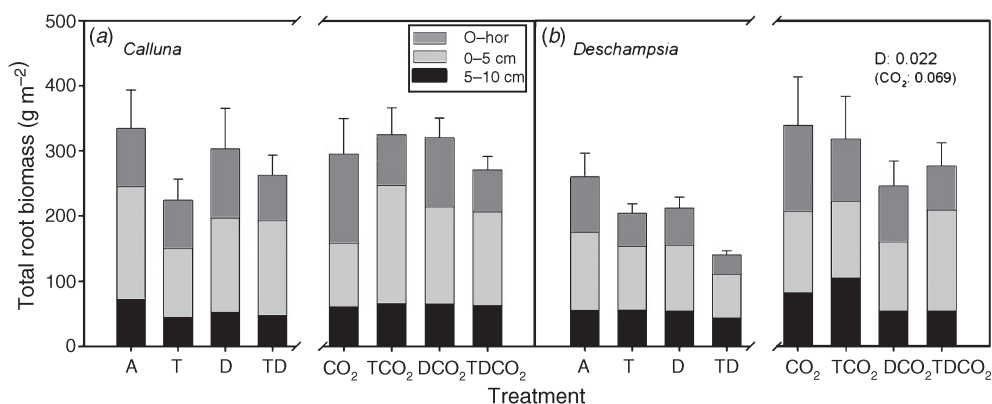 Total root biomass (g m⁻²)
500
400
300
200
100
0
(a)
Calluna
O–hor
0–5 cm
5–10 cm
(b)
Deschampsia
D: 0.022
(CO₂: 0.069)
A T D TD CO₂ TCO₂ DCO₂ TDCO₂ A T D TD CO₂ TCO₂ DCO₂ TDCO₂
Treatment